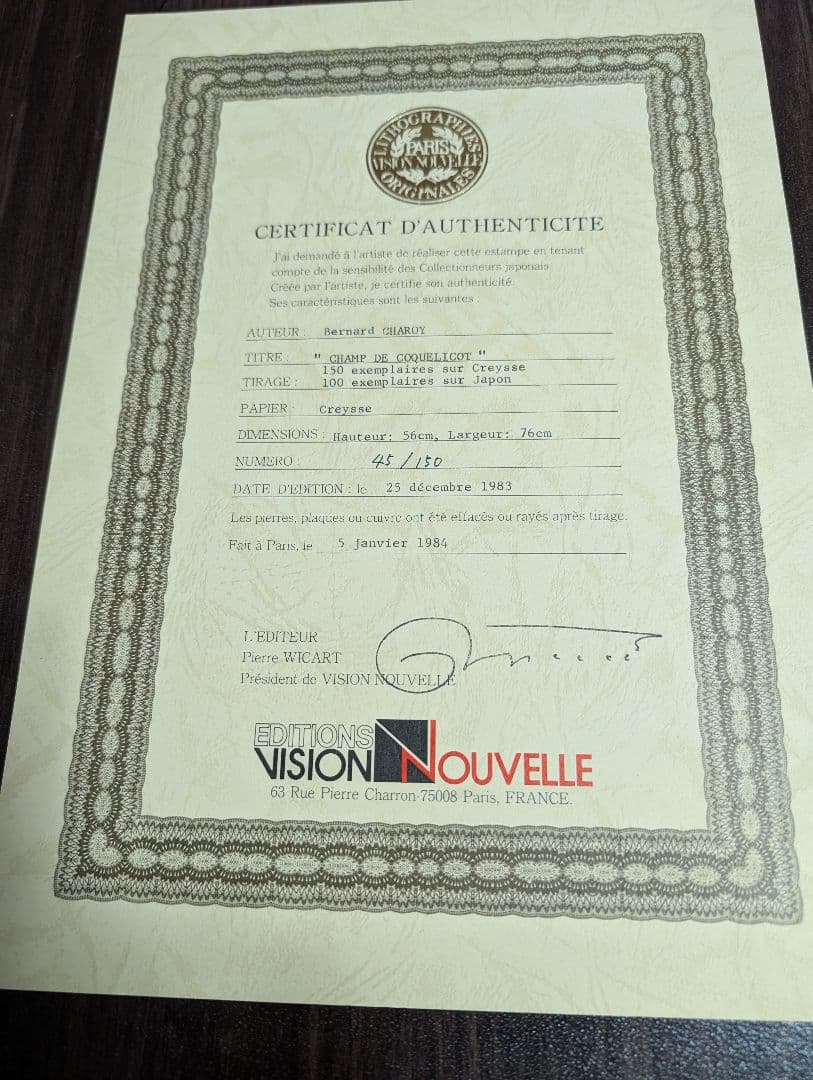 LITHOGRAPHIES
PARIS
VISION NOUVELLE
ORIGINALES
CERTIFICAT D'AUTHENTICITE
J'ai demandé à l'artiste de réaliser cette estampe en tenant
compte de la sensibilité des Collectionneurs japonais.
Créée par l'artiste, je certifie son authenticité.
Ses caractéristiques sont les suivantes :
AUTEUR : Bernard CHAROY
TITRE : " CHAMP DE COQUELICOT "
150 exemplaires sur Creysse
TIRAGE : 100 exemplaires sur Japon
PAPIER : Creysse
DIMENSIONS : Hauteur: 56cm, Largeur: 76cm
NUMERO : 45/150
DATE D'EDITION : le 25 décembre 1983
Les pierres, plaques ou cuivre ont été effacés ou rayés après tirage.
Fait à Paris, le 5 janvier 1984
L'EDITEUR
Pierre WICART
Président de VISION NOUVELLE
EDITIONS
VISION NOUVELLE
63 Rue Pierre Charron-75008 Paris, FRANCE.